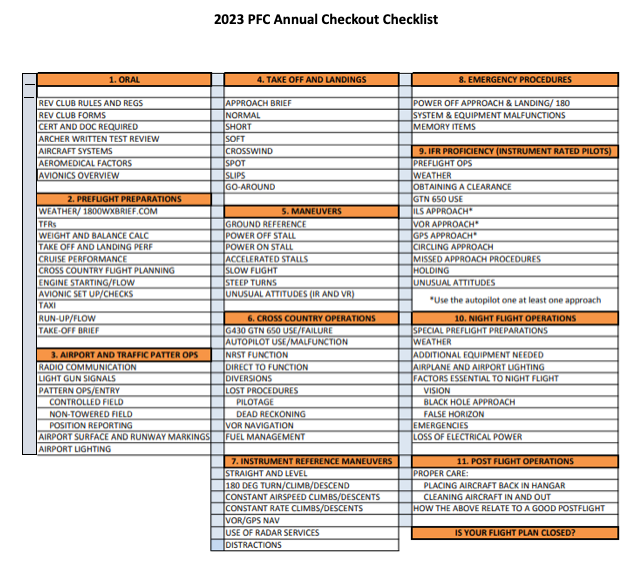 2023 PFC Annual Checkout Checklist
1. ORAL
REV CLUB RULES AND REGS
REV CLUB FORMS
CERT AND DOC REQUIRED
ARCHER WRITTEN TEST REVIEW
AIRCRAFT SYSTEMS
AEROMEDICAL FACTORS
AVIONICS OVERVIEW
2. PREFLIGHT PREPARATIONS
WEATHER/ 1800WXBRIEF.COM
TFRs
WEIGHT AND BALANCE CALC
TAKE OFF AND LANDING PERF
CRUISE PERFORMANCE
CROSS COUNTRY FLIGHT PLANNING
ENGINE STARTING/FLOW
AVIONIC SET UP/CHECKS
TAXI
RUN-UP/FLOW
TAKE-OFF BRIEF
3. AIRPORT AND TRAFFIC PATTER OPS
RADIO COMMUNICATION
LIGHT GUN SIGNALS
PATTERN OPS/ENTRY
CONTROLLED FIELD
NON-TOWERED FIELD
POSITION REPORTING
AIRPORT SURFACE AND RUNWAY MARKINGS
AIRPORT LIGHTING
4. TAKE OFF AND LANDINGS
APPROACH BRIEF
NORMAL
SHORT
SOFT
CROSSWIND
SPOT
SLIPS
GO-AROUND
5. MANEUVERS
GROUND REFERENCE
POWER OFF STALL
POWER ON STALL
ACCELERATED STALLS
SLOW FLIGHT
STEEP TURNS
UNUSUAL ATTITUDES (IR AND VR)
6. CROSS COUNTRY OPERATIONS
G430 GTN 650 USE/FAILURE
AUTOPILOT USE/MALFUNCTION
NRST FUNCTION
DIRECT TO FUNCTION
DIVERSIONS
LOST PROCEDURES
PILOTAGE
DEAD RECKONING
VOR NAVIGATION
FUEL MANAGEMENT
7. INSTRUMENT REFERENCE MANEUVERS
STRAIGHT AND LEVEL
180 DEG TURN/CLIMB/DESCEND
CONSTANT AIRSPEED CLIMBS/DESCENTS
CONSTANT RATE CLIMBS/DESCENTS
VOR/GPS NAV
USE OF RADAR SERVICES
DISTRACTIONS
8. EMERGENCY PROCEDURES
POWER OFF APPROACH & LANDING/ 180
SYSTEM & EQUIPMENT MALFUNCTIONS
MEMORY ITEMS
9. IFR PROFICIENCY (INSTRUMENT RATED PILOTS)
PREFLIGHT OPS
WEATHER
OBTAINING A CLEARANCE
GTN 650 USE
ILS APPROACH*
VOR APPROACH*
GPS APPROACH*
CIRCLING APPROACH
MISSED APPROACH PROCEDURES
HOLDING
UNUSUAL ATTITUDES
*Use the autopilot one at least one approach
10. NIGHT FLIGHT OPERATIONS
SPECIAL PREFLIGHT PREPARATIONS
WEATHER
ADDITIONAL EQUIPMENT NEEDED
AIRPLANE AND AIRPORT LIGHTING
FACTORS ESSENTIAL TO NIGHT FLIGHT
VISION
BLACK HOLE APPROACH
FALSE HORIZON
EMERGENCIES
LOSS OF ELECTRICAL POWER
11. POST FLIGHT OPERATIONS
PROPER CARE:
PLACING AIRCRAFT BACK IN HANGAR
CLEANING AIRCRAFT IN AND OUT
HOW THE ABOVE RELATE TO A GOOD POSTFLIGHT
IS YOUR FLIGHT PLAN CLOSED?